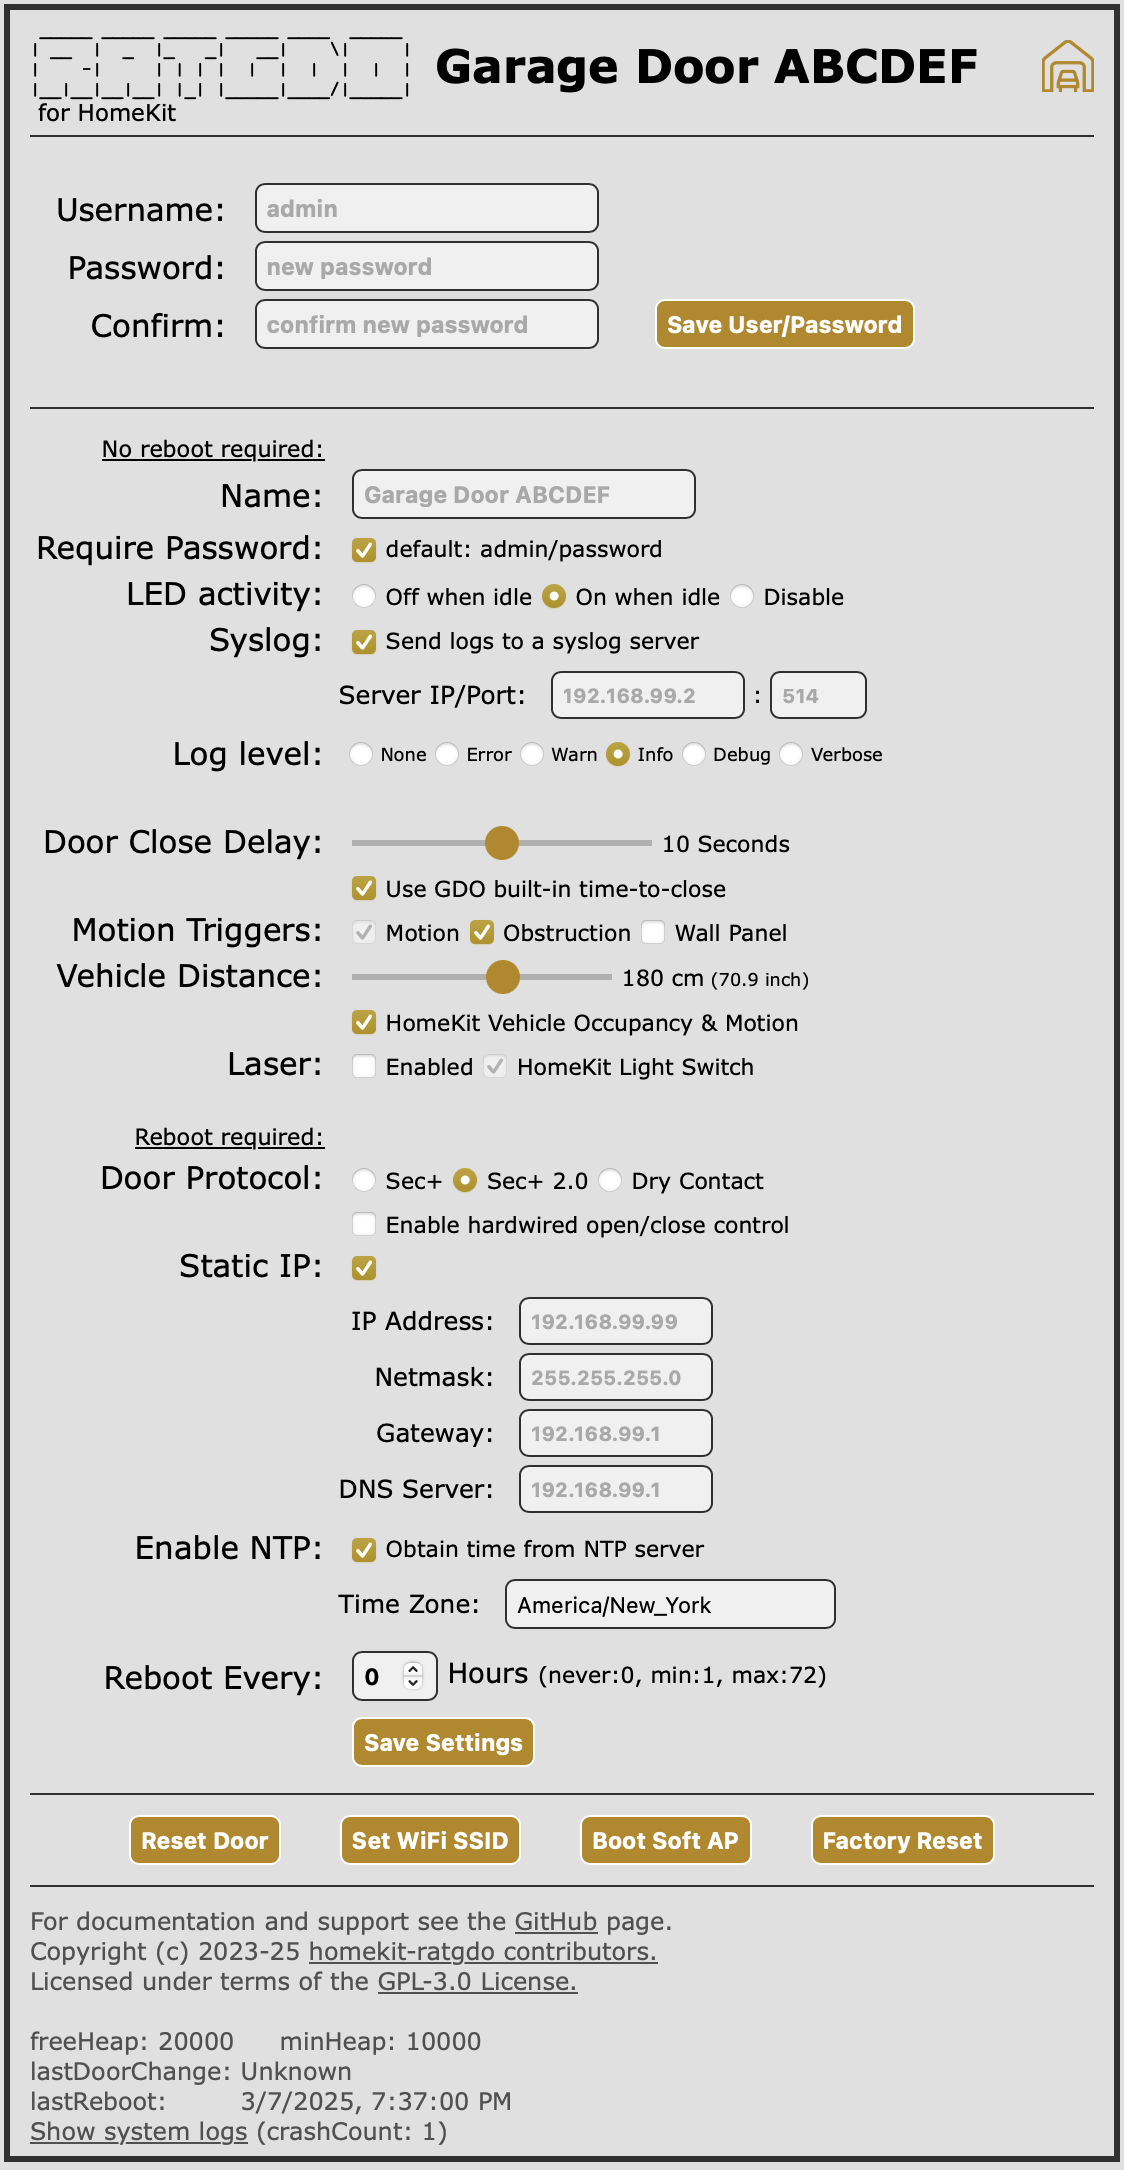 RATGDO
for HomeKit
Garage Door ABCDEF
Username: admin
Password: new password
Confirm: confirm new password Save User/Password
No reboot required:
Name: Garage Door ABCDEF
Require Password: default: admin/password
LED activity: Off when idle On when idle Disable
Syslog: Send logs to a syslog server
Server IP/Port: 192.168.99.2 : 514
Log level: None Error Warn Info Debug Verbose
Door Close Delay: 10 Seconds
Use GDO built-in time-to-close
Motion Triggers: Motion Obstruction Wall Panel
Vehicle Distance: 180 cm (70.9 inch)
HomeKit Vehicle Occupancy & Motion
Laser: Enabled HomeKit Light Switch
Reboot required:
Door Protocol: Sec+ Sec+ 2.0 Dry Contact
Enable hardwired open/close control
Static IP:
IP Address: 192.168.99.99
Netmask: 255.255.255.0
Gateway: 192.168.99.1
DNS Server: 192.168.99.1
Enable NTP: Obtain time from NTP server
Time Zone: America/New_York
Reboot Every: 0 Hours (never:0, min:1, max:72)
Save Settings
Reset Door Set WiFi SSID Boot Soft AP Factory Reset
For documentation and support see the GitHub page.
Copyright (c) 2023-25 homekit-ratgdo contributors.
Licensed under terms of the GPL-3.0 License.
freeHeap: 20000 minHeap: 10000
lastDoorChange: Unknown
lastReboot: 3/7/2025, 7:37:00 PM
Show system logs (crashCount: 1)